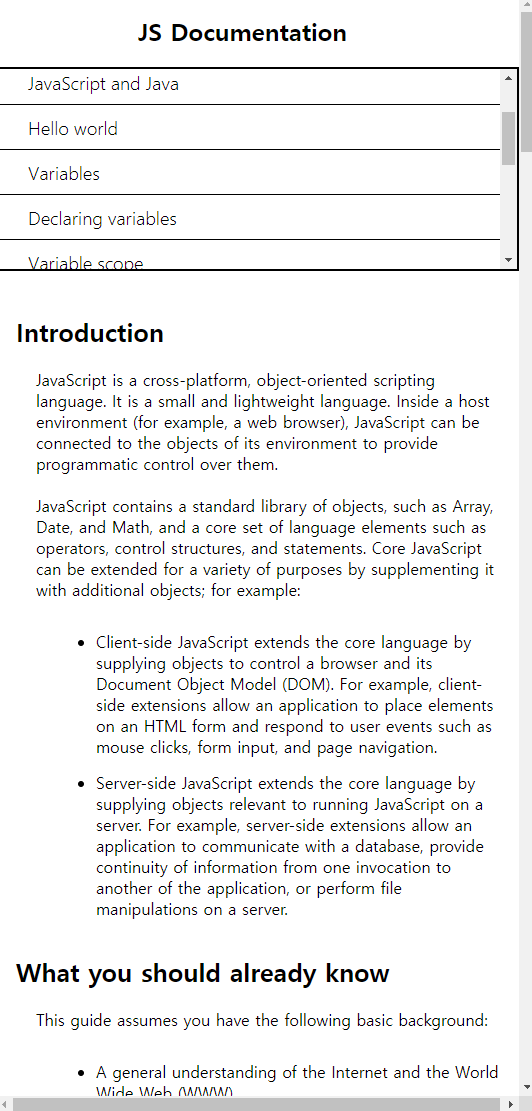 JS Documentation
JavaScript and Java
Hello world
Variables
Declaring variables
Variable scope
Introduction
JavaScript is a cross-platform, object-oriented scripting
language. It is a small and lightweight language. Inside a host
environment (for example, a web browser), JavaScript can be
connected to the objects of its environment to provide
programmatic control over them.
JavaScript contains a standard library of objects, such as Array,
Date, and Math, and a core set of language elements such as
operators, control structures, and statements. Core JavaScript
can be extended for a variety of purposes by supplementing it
with additional objects; for example:
• Client-side JavaScript extends the core language by
supplying objects to control a browser and its
Document Object Model (DOM). For example, client-
side extensions allow an application to place elements
on an HTML form and respond to user events such as
mouse clicks, form input, and page navigation.
• Server-side JavaScript extends the core language by
supplying objects relevant to running JavaScript on a
server. For example, server-side extensions allow an
application to communicate with a database, provide
continuity of information from one invocation to
another of the application, or perform file
manipulations on a server.
What you should already know
This guide assumes you have the following basic background:
• A general understanding of the Internet and the World
Wide Web (WWW)